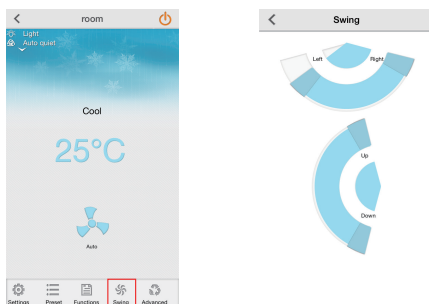 room
Light
Auto quiet
Cool
25°C
Auto
Settings Preset Functions Swing Advanced
Swing
Left Right
Up
Down